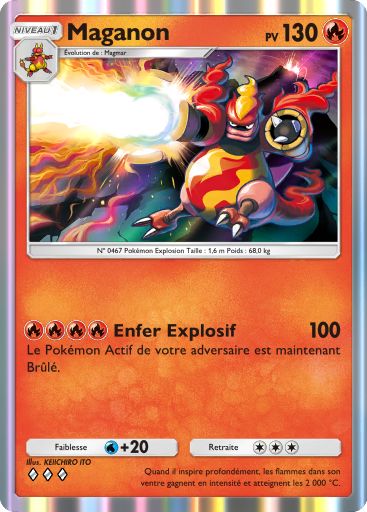 NIVEAU 1
Maganon
PV 130
Évolution de : Magmar
N° 0467 Pokémon Explosion Taille : 1,6 m Poids : 68,0 kg
Enfer Explosif 100
Le Pokémon Actif de votre adversaire est maintenant
Brûlé.
Faiblesse +20 Retraite
Illus. KEIICHIRO ITO
Quand il inspire profondément, les flammes dans son
ventre gagnent en intensité et atteignent les 2 000 °C.